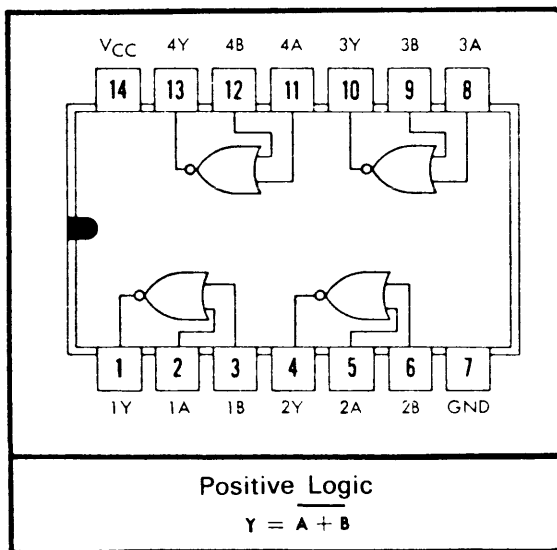 VCC 4Y 4B 4A 3Y 3B 3A
14 13 12 11 10 9 8
1 2 3 4 5 6 7
1Y 1A 1B 2Y 2A 2B GND
Positive Logic
Y = A + B